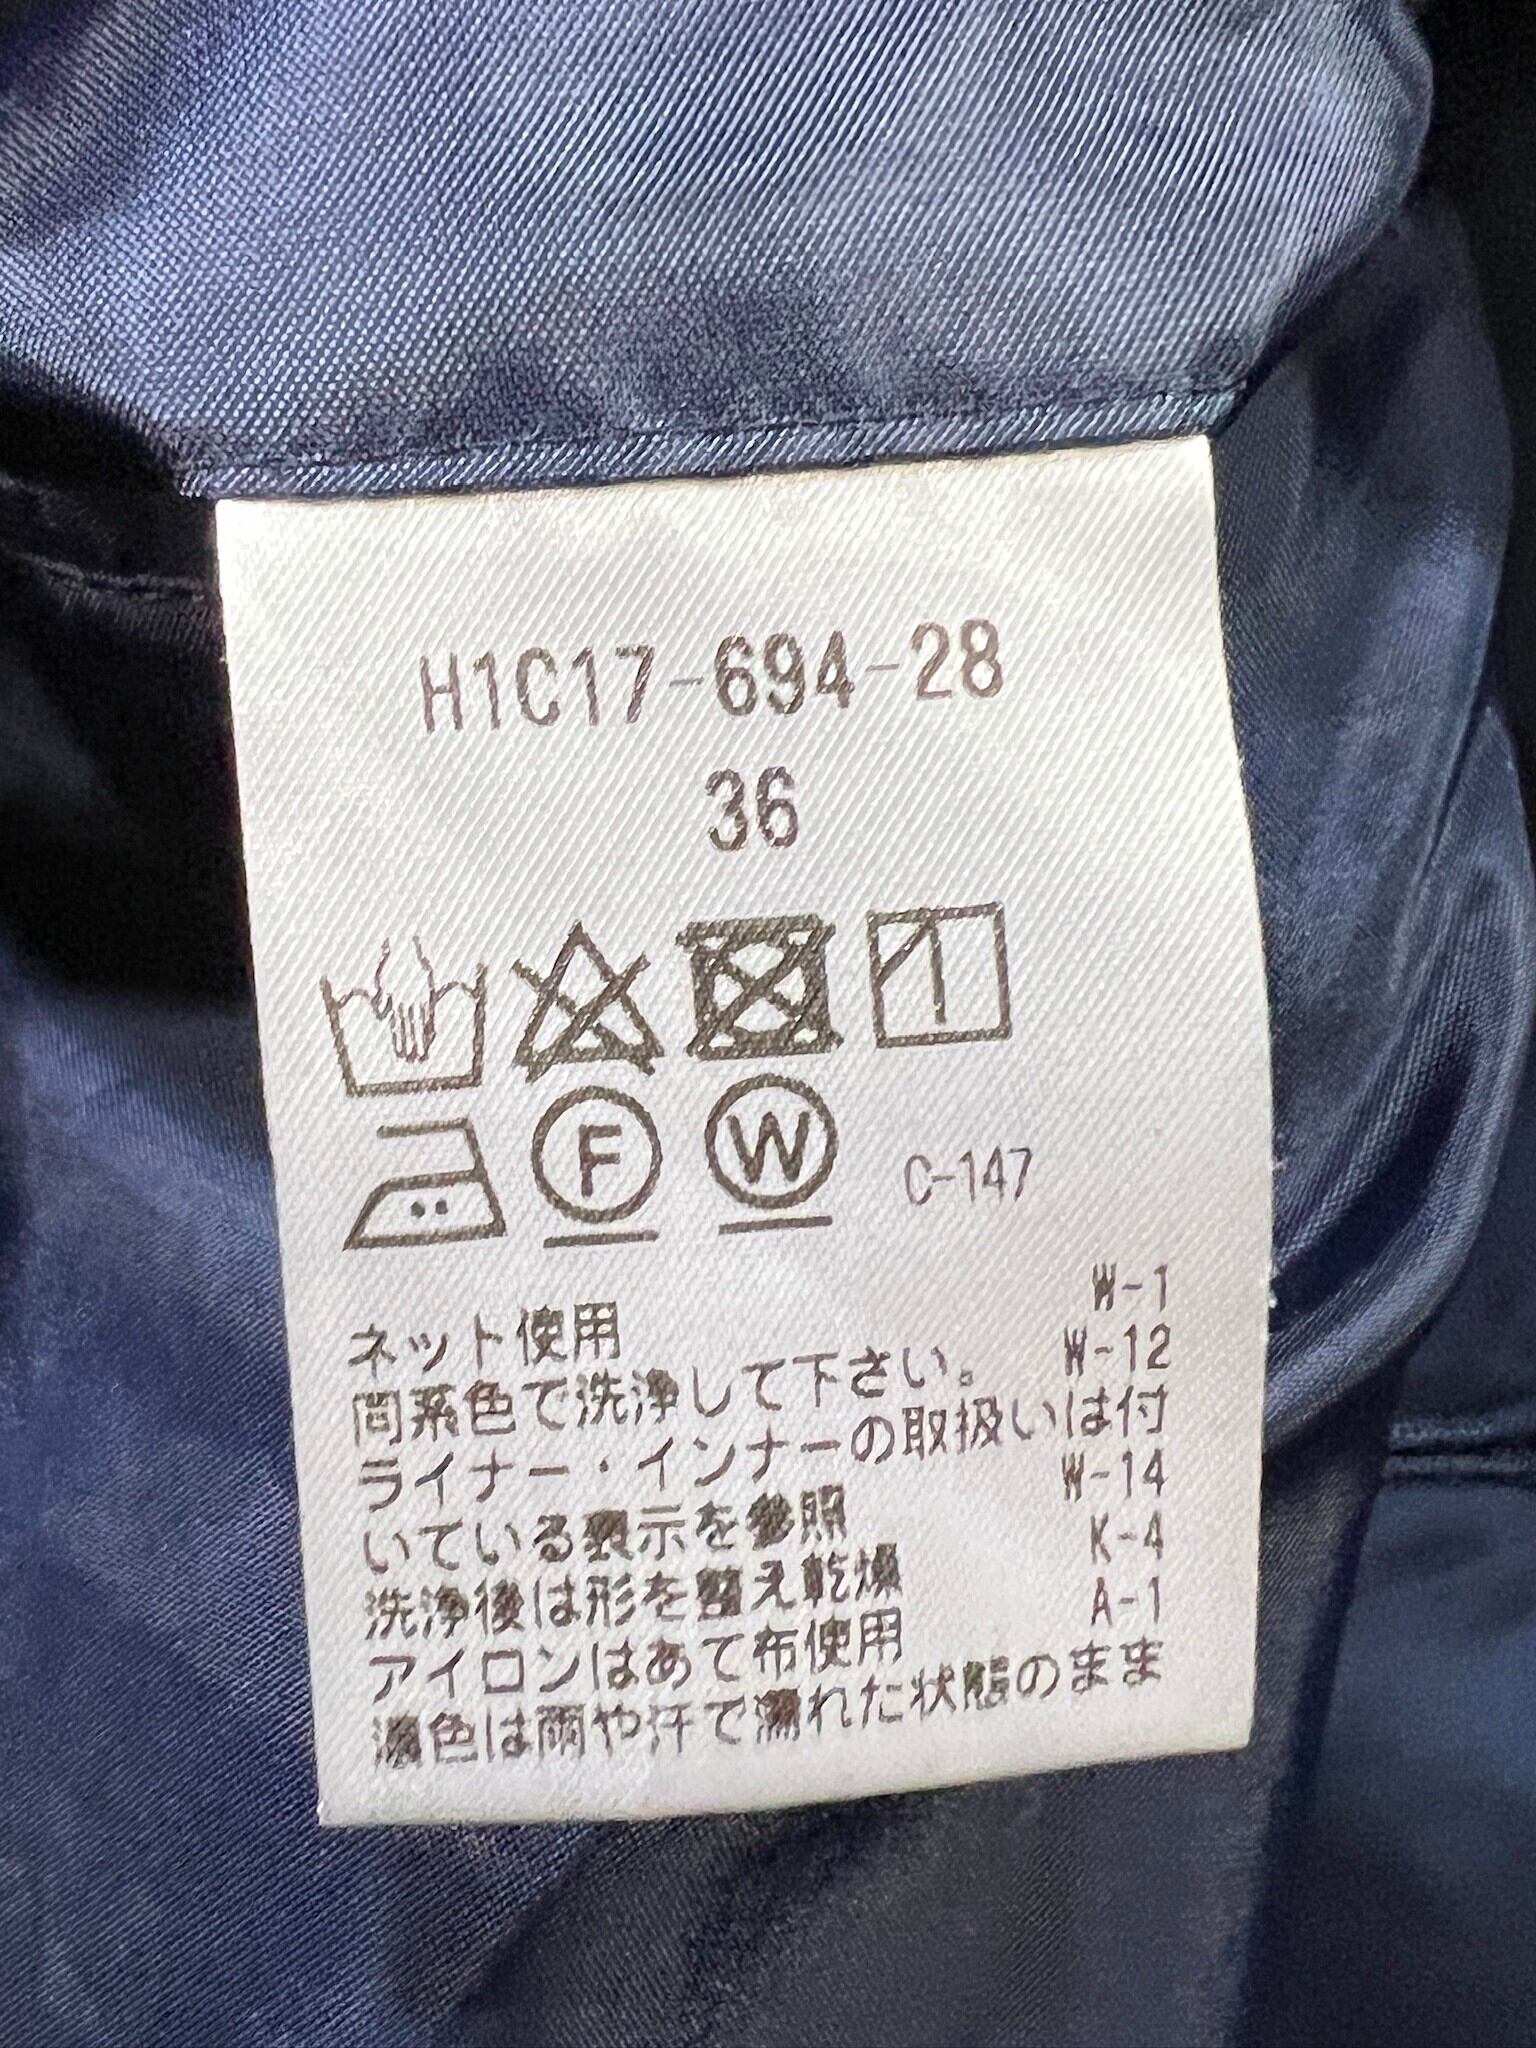 H1C17-694-28
36
F
W
C-147
W-1
ネット使用
W-12
同系色で洗浄して下さい。
ライナー・インナーの取扱いは付
W-14
いている表示を参照
K-4
洗浄後は形を整え乾燥
A-1
アイロンはあて布使用
濃色は雨や汗で濡れた状態のまま